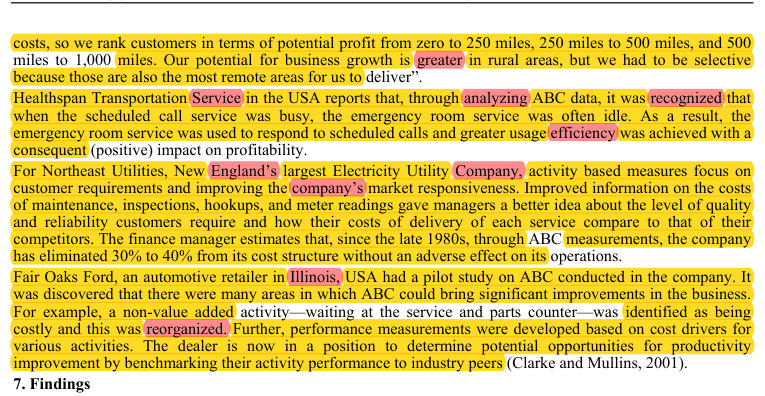 costs, so we rank customers in terms of potential profit from zero to 250 miles, 250 miles to 500 miles, and 500
miles to 1,000 miles. Our potential for business growth is greater in rural areas, but we had to be selective
because those are also the most remote areas for us to deliver”.
Healthspan Transportation Service in the USA reports that, through analyzing ABC data, it was recognized that
when the scheduled call service was busy, the emergency room service was often idle. As a result, the
emergency room service was used to respond to scheduled calls and greater usage efficiency was achieved with a
consequent (positive) impact on profitability.
For Northeast Utilities, New England’s largest Electricity Utility Company, activity based measures focus on
customer requirements and improving the company’s market responsiveness. Improved information on the costs
of maintenance, inspections, hookups, and meter readings gave managers a better idea about the level of quality
and reliability customers require and how their costs of delivery of each service compare to that of their
competitors. The finance manager estimates that, since the late 1980s, through ABC measurements, the company
has eliminated 30% to 40% from its cost structure without an adverse effect on its operations.
Fair Oaks Ford, an automotive retailer in Illinois, USA had a pilot study on ABC conducted in the company. It
was discovered that there were many areas in which ABC could bring significant improvements in the business.
For example, a non-value added activity—waiting at the service and parts counter—was identified as being
costly and this was reorganized. Further, performance measurements were developed based on cost drivers for
various activities. The dealer is now in a position to determine potential opportunities for productivity
improvement by benchmarking their activity performance to industry peers (Clarke and Mullins, 2001).
7. Findings